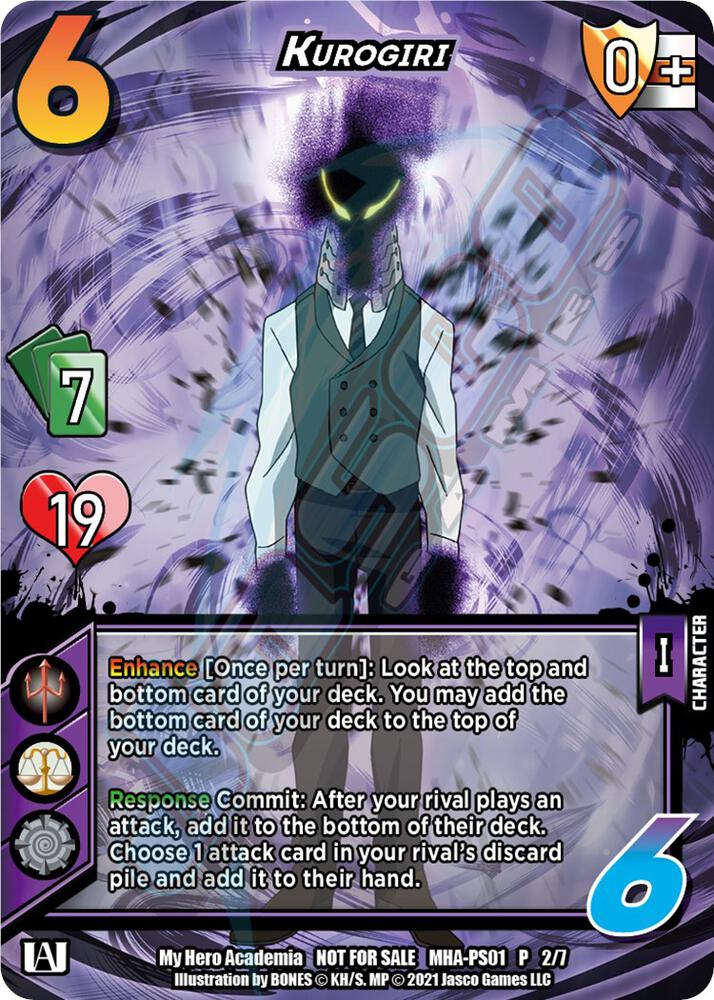 6
KUROGIRI
0 +
7
19
I
CHARACTER
Enhance [Once per turn]: Look at the top and
bottom card of your deck. You may add the
bottom card of your deck to the top of
your deck.
Response Commit: After your rival plays an
attack, add it to the bottom of their deck.
Choose 1 attack card in your rival's discard
pile and add it to their hand.
6
UA
My Hero Academia NOT FOR SALE MHA-PS01 P 2/7
Illustration by BONES © KH/S. MP © 2021 Jasco Games LLC